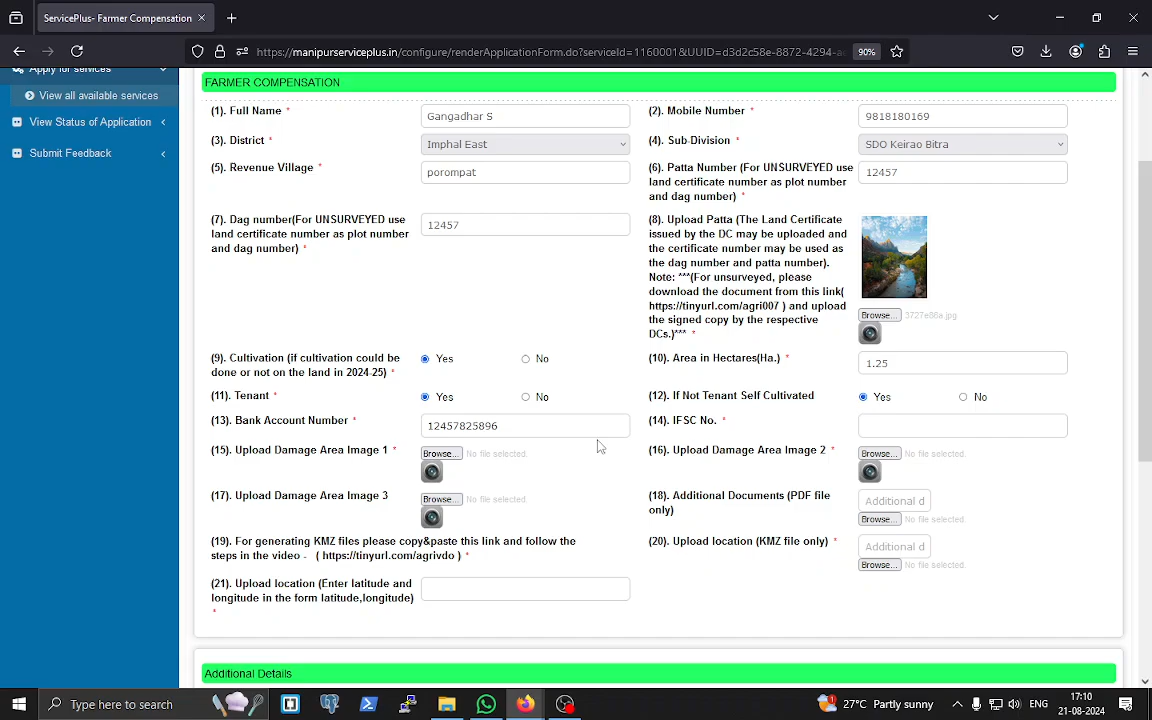 ServicePlus- Farmer Compensation
https://manipurserviceplus.in/configure/renderApplicationForm.do?serviceId=1160001&UUID=d3d2c58e-8872-4294-a
90%
Apply for services
View all available services
View Status of Application
Submit Feedback
FARMER COMPENSATION
(1). Full Name *
Gangadhar S
(2). Mobile Number *
9818180169
(3). District *
Imphal East
(4). Sub-Division *
SDO Keirao Bitra
(5). Revenue Village *
porompat
(6). Patta Number (For UNSURVEYED use
land certificate number as plot number
and dag number) *
12457
(7). Dag number(For UNSURVEYED use
land certificate number as plot number
and dag number) *
12457
(8). Upload Patta (The Land Certificate
issued by the DC may be uploaded and
the certificate number may be used as
the dag number and patta number).
Note: ***(For unsurveyed, please
download the document from this link(
https://tinyurl.com/agri007 ) and upload
the signed copy by the respective
DCs.)*** *
Browse... 3727e88a.jpg
(9). Cultivation (if cultivation could be
done or not on the land in 2024-25) *
Yes No
(10). Area in Hectares(Ha.) *
1.25
(11). Tenant *
Yes No
(12). If Not Tenant Self Cultivated
Yes No
(13). Bank Account Number *
12457825896
(14). IFSC No. *
(15). Upload Damage Area Image 1 *
Browse... No file selected.
(16). Upload Damage Area Image 2 *
Browse... No file selected.
(17). Upload Damage Area Image 3
Browse... No file selected.
(18). Additional Documents (PDF file
only)
Additional d
Browse... No file selected.
(19). For generating KMZ files please copy&paste this link and follow the
steps in the video - ( https://tinyurl.com/agrivdo ) *
(20). Upload location (KMZ file only) *
Additional d
Browse... No file selected.
(21). Upload location (Enter latitude and
longitude in the form latitude,longitude)
*
Additional Details
Type here to search
27°C Partly sunny
ENG
17:10
21-08-2024